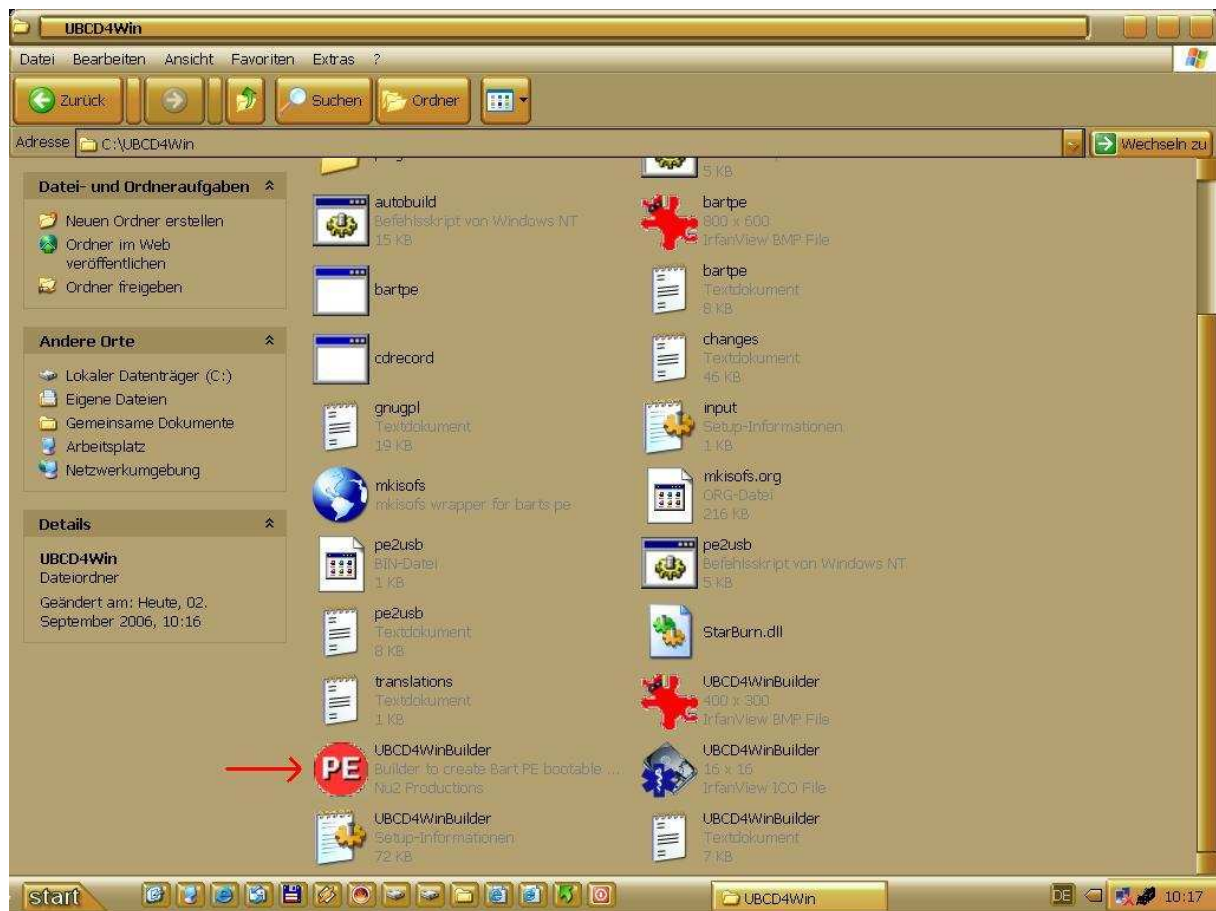 UBCD4Win
Datei Bearbeiten Ansicht Favoriten Extras ?
Zurück Suchen Ordner
Adresse C:\UBCD4Win Wechseln zu
Datei- und Ordneraufgaben
Neuen Ordner erstellen
Ordner im Web
veröffentlichen
Ordner freigeben
Andere Orte
Lokaler Datenträger (C:)
Eigene Dateien
Gemeinsame Dokumente
Arbeitsplatz
Netzwerkumgebung
Details
UBCD4Win
Dateiordner
Geändert am: Heute, 02.
September 2006, 10:16
5 KB
autobuild
Befehlsskript von Windows NT
15 KB
bartpe
800 x 600
IrfanView BMP File
bartpe
bartpe
Textdokument
8 KB
cdrecord
changes
Textdokument
46 KB
gnugpl
Textdokument
19 KB
input
Setup-Informationen
1 KB
mkisofs
mkisofs wrapper for barts pe
mkisofs.org
ORG-Datei
216 KB
pe2usb
BIN-Datei
1 KB
pe2usb
Befehlsskript von Windows NT
5 KB
pe2usb
Textdokument
8 KB
StarBurn.dll
translations
Textdokument
1 KB
UBCD4WinBuilder
400 x 300
IrfanView BMP File
PE
UBCD4WinBuilder
Builder to create Bart PE bootable ...
Nu2 Productions
UBCD4WinBuilder
16 x 16
IrfanView ICO File
UBCD4WinBuilder
Setup-Informationen
72 KB
UBCD4WinBuilder
Textdokument
7 KB
start UBCD4Win DE 10:17